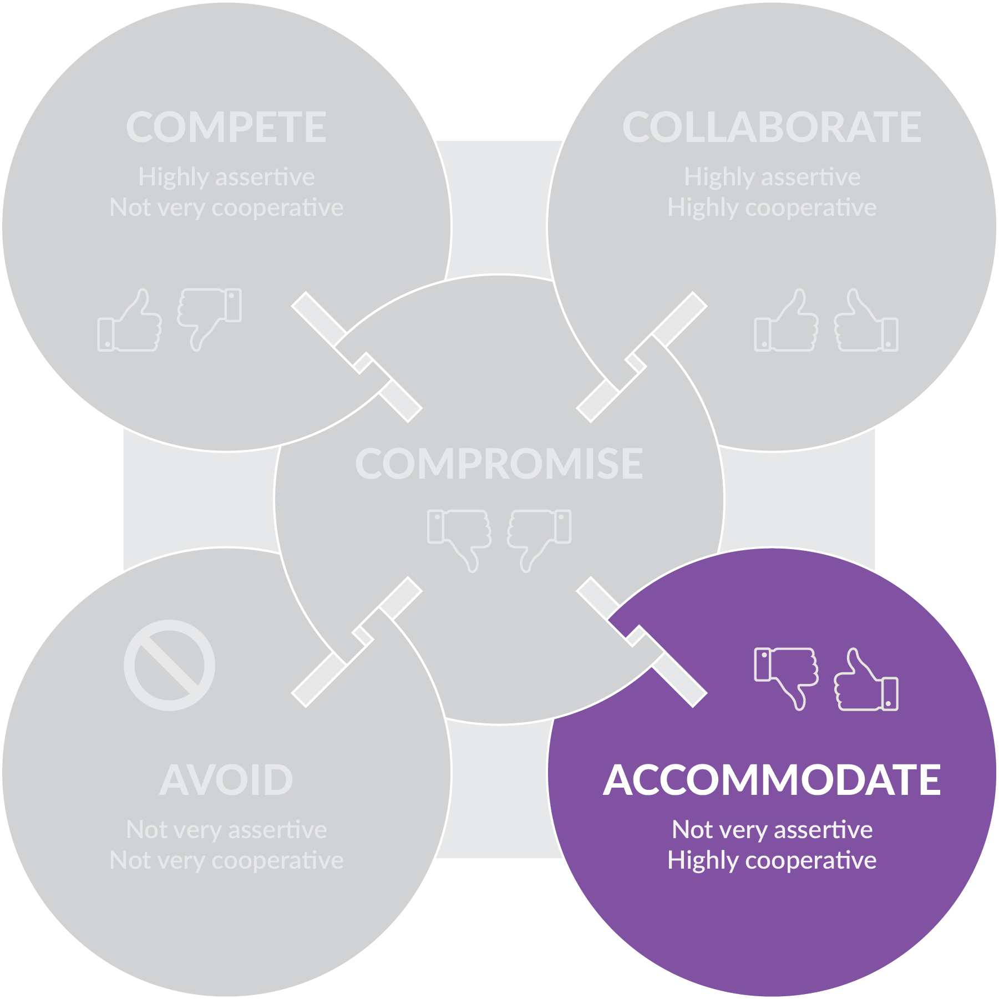 COMPETE
Highly assertive
Not very cooperative
COLLABORATE
Highly assertive
Highly cooperative
COMPROMISE
AVOID
Not very assertive
Not very cooperative
ACCOMMODATE
Not very assertive
Highly cooperative